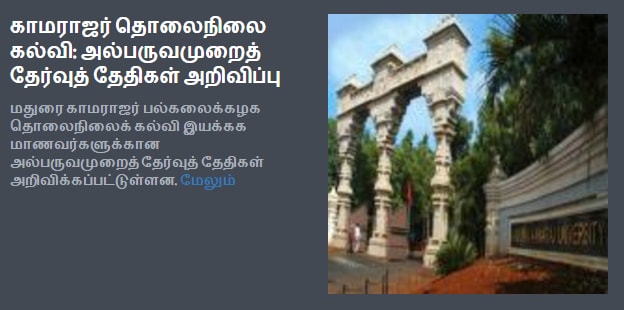 காமராஜர் தொலைநிலை
கல்வி: அல்பருவமுறைத்
தேர்வுத் தேதிகள் அறிவிப்பு
மதுரை காமராஜர் பல்கலைக்கழக
தொலைநிலைக் கல்வி இயக்கக
மாணவர்களுக்கான
அல்பருவமுறைத் தேர்வுத் தேதிகள்
அறிவிக்கப்பட்டுள்ளன. மேலும்
UNIVERSITY